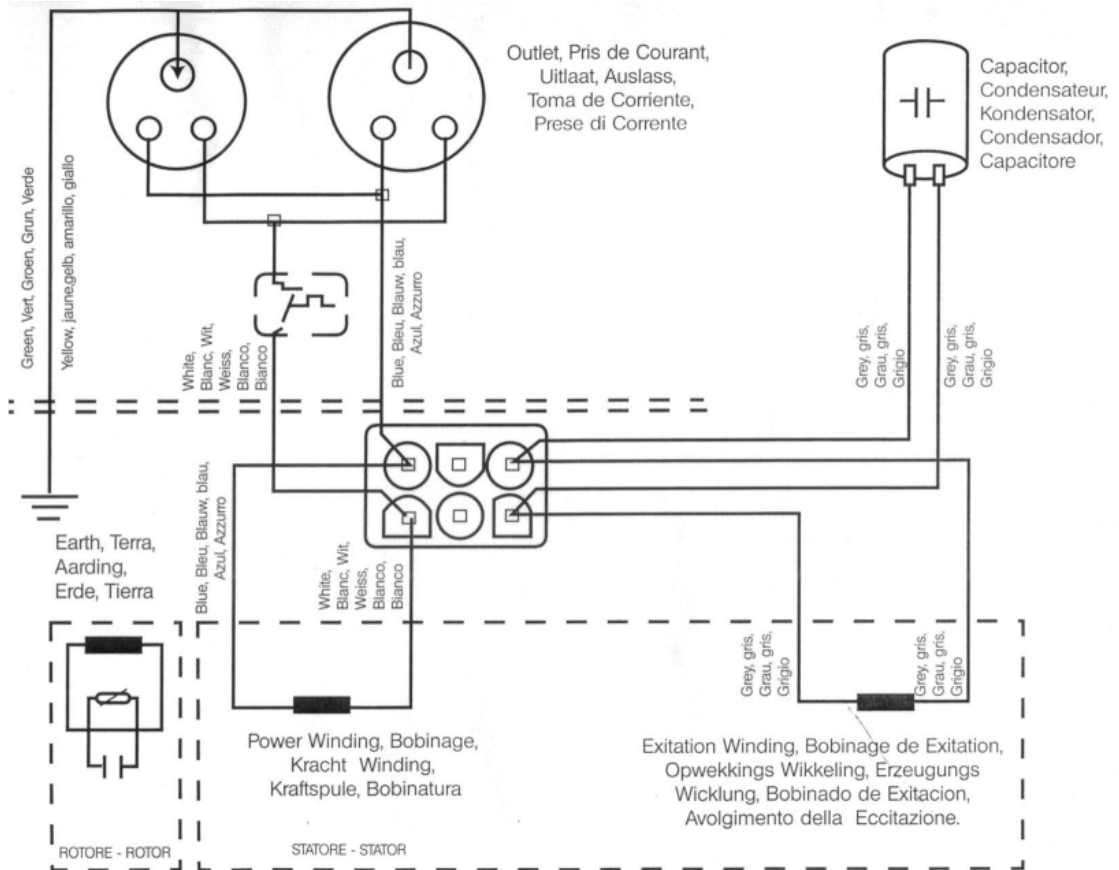 Outlet, Pris de Courant,
Uitlaat, Auslass,
Toma de Corriente,
Prese di Corrente
Capacitor,
Condensateur,
Kondensator,
Condensador,
Capacitore
Green, Vert, Groen, Grun, Verde
Yellow, jaune,gelb, amarillo, giallo
White,
Blanc, Wit,
Weiss,
Blanco,
Bianco
Blue, Bleu, Blauw, blau,
Azul, Azzurro
Grey, gris,
Grau, gris,
Grigio
Grey, gris,
Grau, gris,
Grigio
Earth, Terra,
Aarding,
Erde, Tierra
Blue, Bleu, Blauw, blau,
Azul, Azzurro
White,
Blanc, Wit,
Weiss,
Blanco,
Bianco
Grey, gris,
Grau, gris,
Grigio
Grey, gris,
Grau, gris,
Grigio
Power Winding, Bobinage,
Kracht Winding,
Kraftspule, Bobinatura
Exitation Winding, Bobinage de Exitation,
Opwekkings Wikkeling, Erzeugungs
Wicklung, Bobinado de Exitacion,
Avolgimento della Eccitazione.
ROTORE - ROTOR
STATORE - STATOR